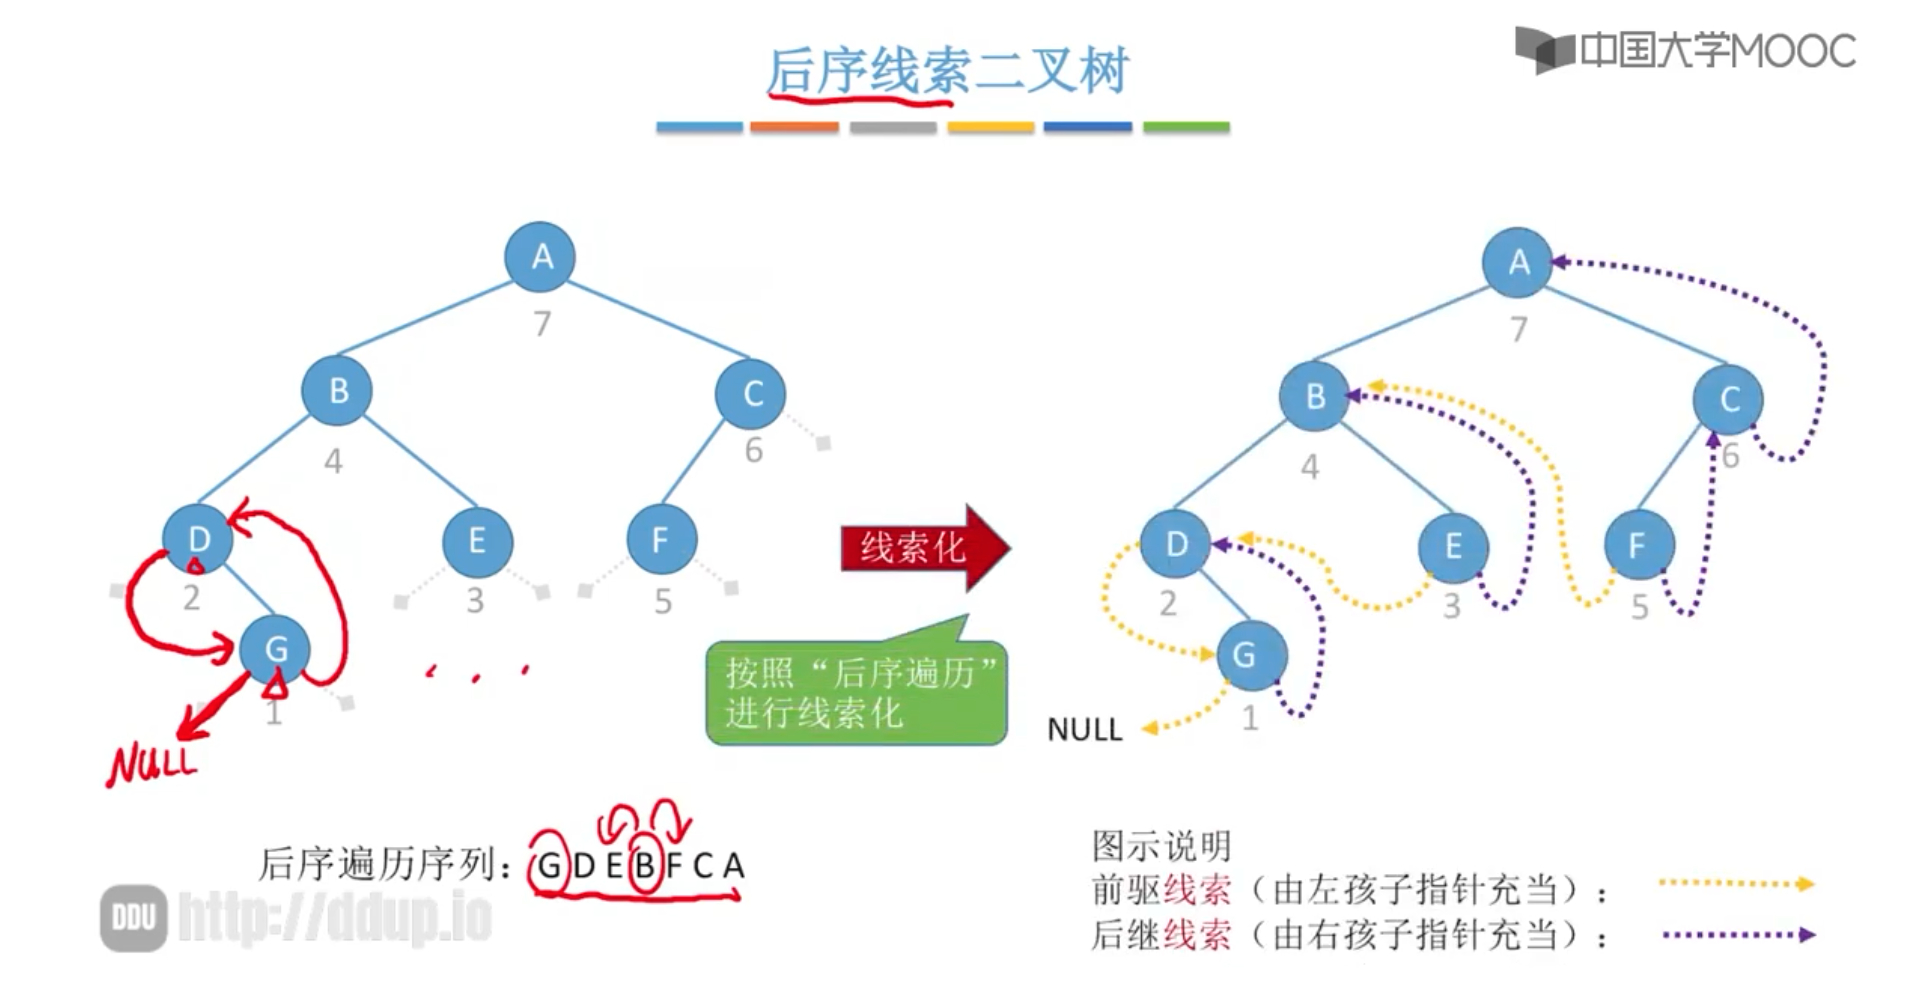 中国大学MOOC
后序线索二叉树
A
7
B
4
C
6
D
2
E
3
F
5
G
1
NULL
线索化
按照“后序遍历”
进行线索化
A
7
B
4
C
6
D
2
E
3
F
5
G
1
NULL
后序遍历序列：G D E B F C A
图示说明
前驱线索（由左孩子指针充当）：
后继线索（由右孩子指针充当）：
DDU http://ddup.io